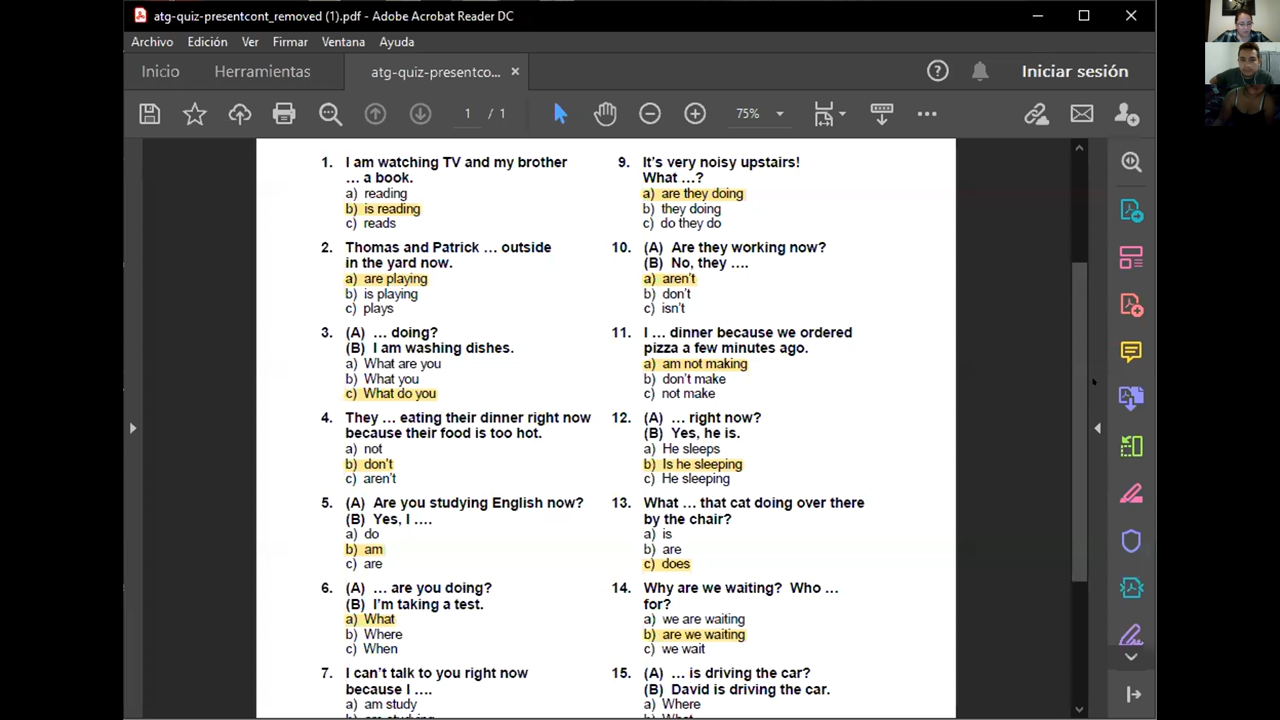 atg-quiz-presentcont_removed (1).pdf - Adobe Acrobat Reader DC
Archivo Edición Ver Firmar Ventana Ayuda
Inicio Herramientas atg-quiz-presentco... Iniciar sesión
1 / 1 75%
1. I am watching TV and my brother
… a book.
a) reading
b) is reading
c) reads
2. Thomas and Patrick … outside
in the yard now.
a) are playing
b) is playing
c) plays
3. (A) … doing?
(B) I am washing dishes.
a) What are you
b) What you
c) What do you
4. They … eating their dinner right now
because their food is too hot.
a) not
b) don't
c) aren't
5. (A) Are you studying English now?
(B) Yes, I ….
a) do
b) am
c) are
6. (A) … are you doing?
(B) I'm taking a test.
a) What
b) Where
c) When
7. I can't talk to you right now
because I ….
a) am study
b) am studying
9. It's very noisy upstairs!
What …?
a) are they doing
b) they doing
c) do they do
10. (A) Are they working now?
(B) No, they ….
a) aren't
b) don't
c) isn't
11. I … dinner because we ordered
pizza a few minutes ago.
a) am not making
b) don't make
c) not make
12. (A) … right now?
(B) Yes, he is.
a) He sleeps
b) Is he sleeping
c) He sleeping
13. What … that cat doing over there
by the chair?
a) is
b) are
c) does
14. Why are we waiting? Who …
for?
a) we are waiting
b) are we waiting
c) we wait
15. (A) … is driving the car?
(B) David is driving the car.
a) Where
b) What